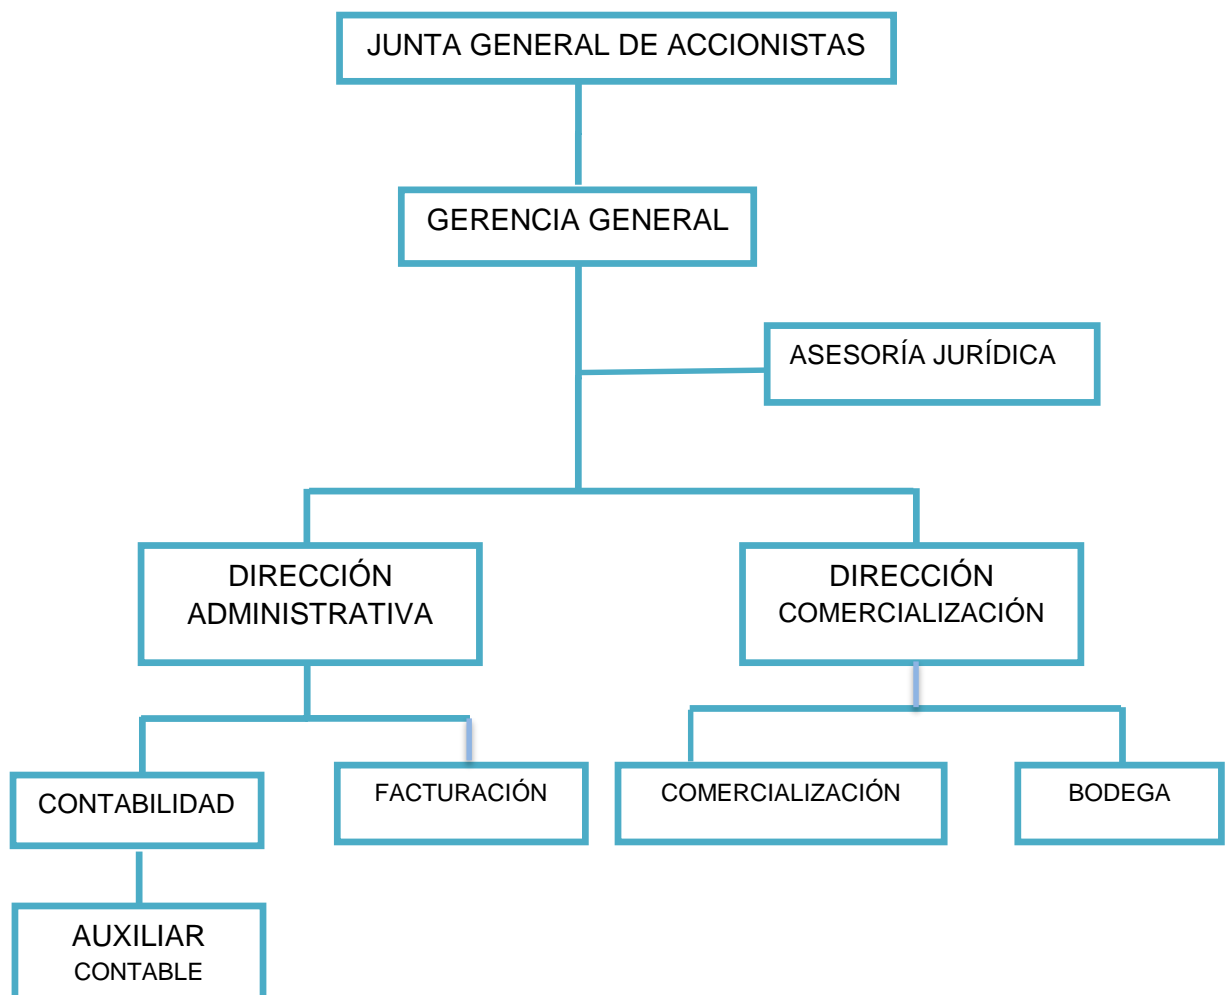 JUNTA GENERAL DE ACCIONISTAS
GERENCIA GENERAL
ASESORÍA JURÍDICA
DIRECCIÓN
ADMINISTRATIVA
DIRECCIÓN
COMERCIALIZACIÓN
CONTABILIDAD
FACTURACIÓN
COMERCIALIZACIÓN
BODEGA
AUXILIAR
CONTABLE